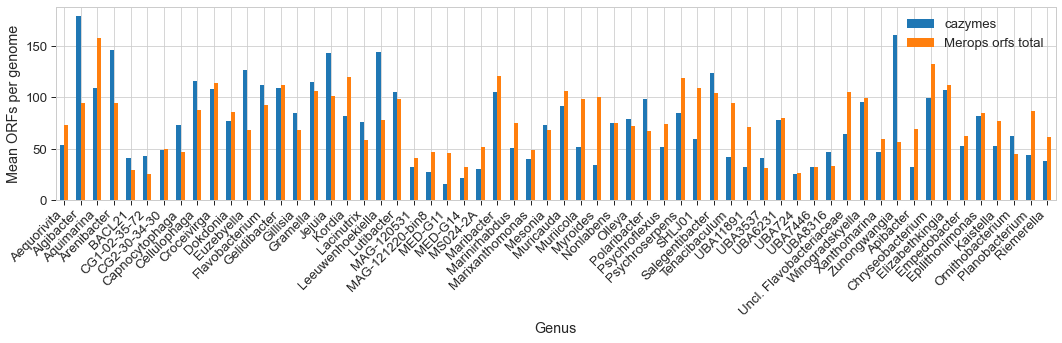 cazymes
Merops orfs total
Mean ORFs per genome
150
100
50
0
Aequorivita
Algibacter
Aquimarina
Arenibacter
BACL21
CG11-02-35-72
CG2-30-34-30
Capnocytophaga
Cellulophaga
Croceivirga
Dokdonia
Eudoraea
Flavobacterium
Gelidibacter
Gillisia
Gramella
Jejuia
Kordia
Lacinutrix
Leeuwenhoekiella
Lutibacter
MAG-120531
MAG-121220-bin8
MED-G11
MED-G14
MS024-2A
Maribacter
Marinirhabdus
Marixanthomonas
Mesonia
Muricauda
Muriicola
Myroides
Nonlabens
Olleya
Polaribacter
Psychroflexus
Psychroserpens
SHLJ01
Salegentibacter
Tenacibaculum
UBA11891
UBA3537
UBA6231
UBA724
UBA7446
UBA8316
Uncl. Flavobacteriaceae
Winogradskyella
Xanthomarina
Zunongwangia
Apibacter
Chryseobacterium
Elizabethkingia
Empedobacter
Epilithonimonas
Kaistella
Ornithobacterium
Planobacterium
Riemerella
Genus